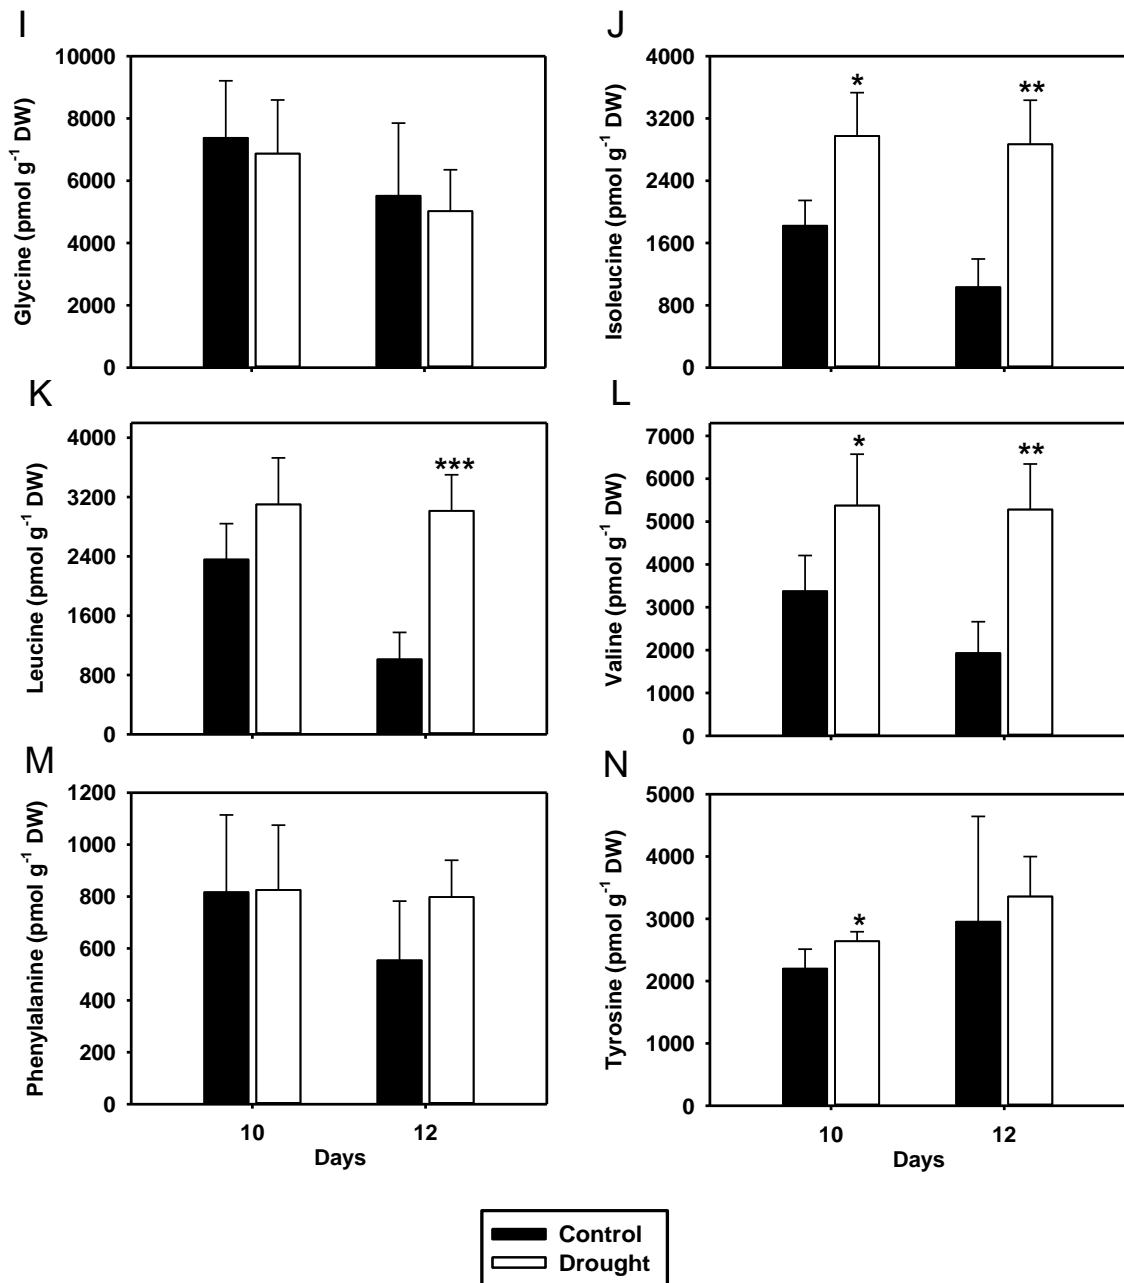 I
10000
8000
6000
4000
2000
0
Glycine (pmol g⁻¹ DW)
J
4000
3200
2400
1600
800
0
Isoleucine (pmol g⁻¹ DW)
*
**
K
4000
3200
2400
1600
800
0
Leucine (pmol g⁻¹ DW)
***
L
7000
6000
5000
4000
3000
2000
1000
0
Valine (pmol g⁻¹ DW)
*
**
M
1200
1000
800
600
400
200
0
Phenylalanine (pmol g⁻¹ DW)
10 12
Days
N
5000
4000
3000
2000
1000
0
Tyrosine (pmol g⁻¹ DW)
*
10 12
Days
Control
Drought